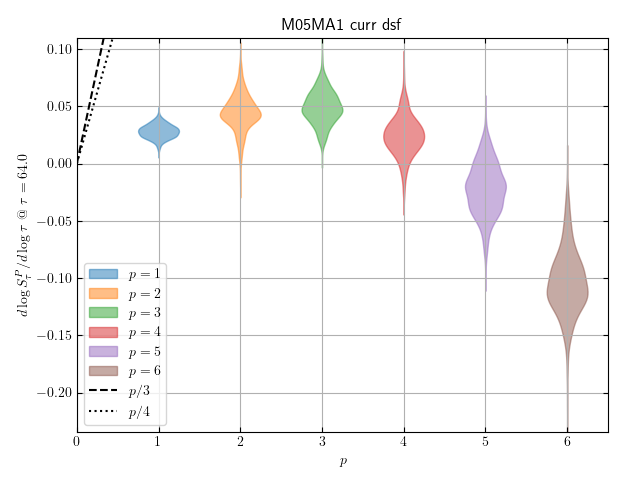 M05MA1 curr dsf
d log S_τ^P / d log τ @ τ = 64.0
0.10
0.05
0.00
−0.05
−0.10
−0.15
−0.20
p = 1
p = 2
p = 3
p = 4
p = 5
p = 6
p/3
p/4
0 1 2 3 4 5 6
p